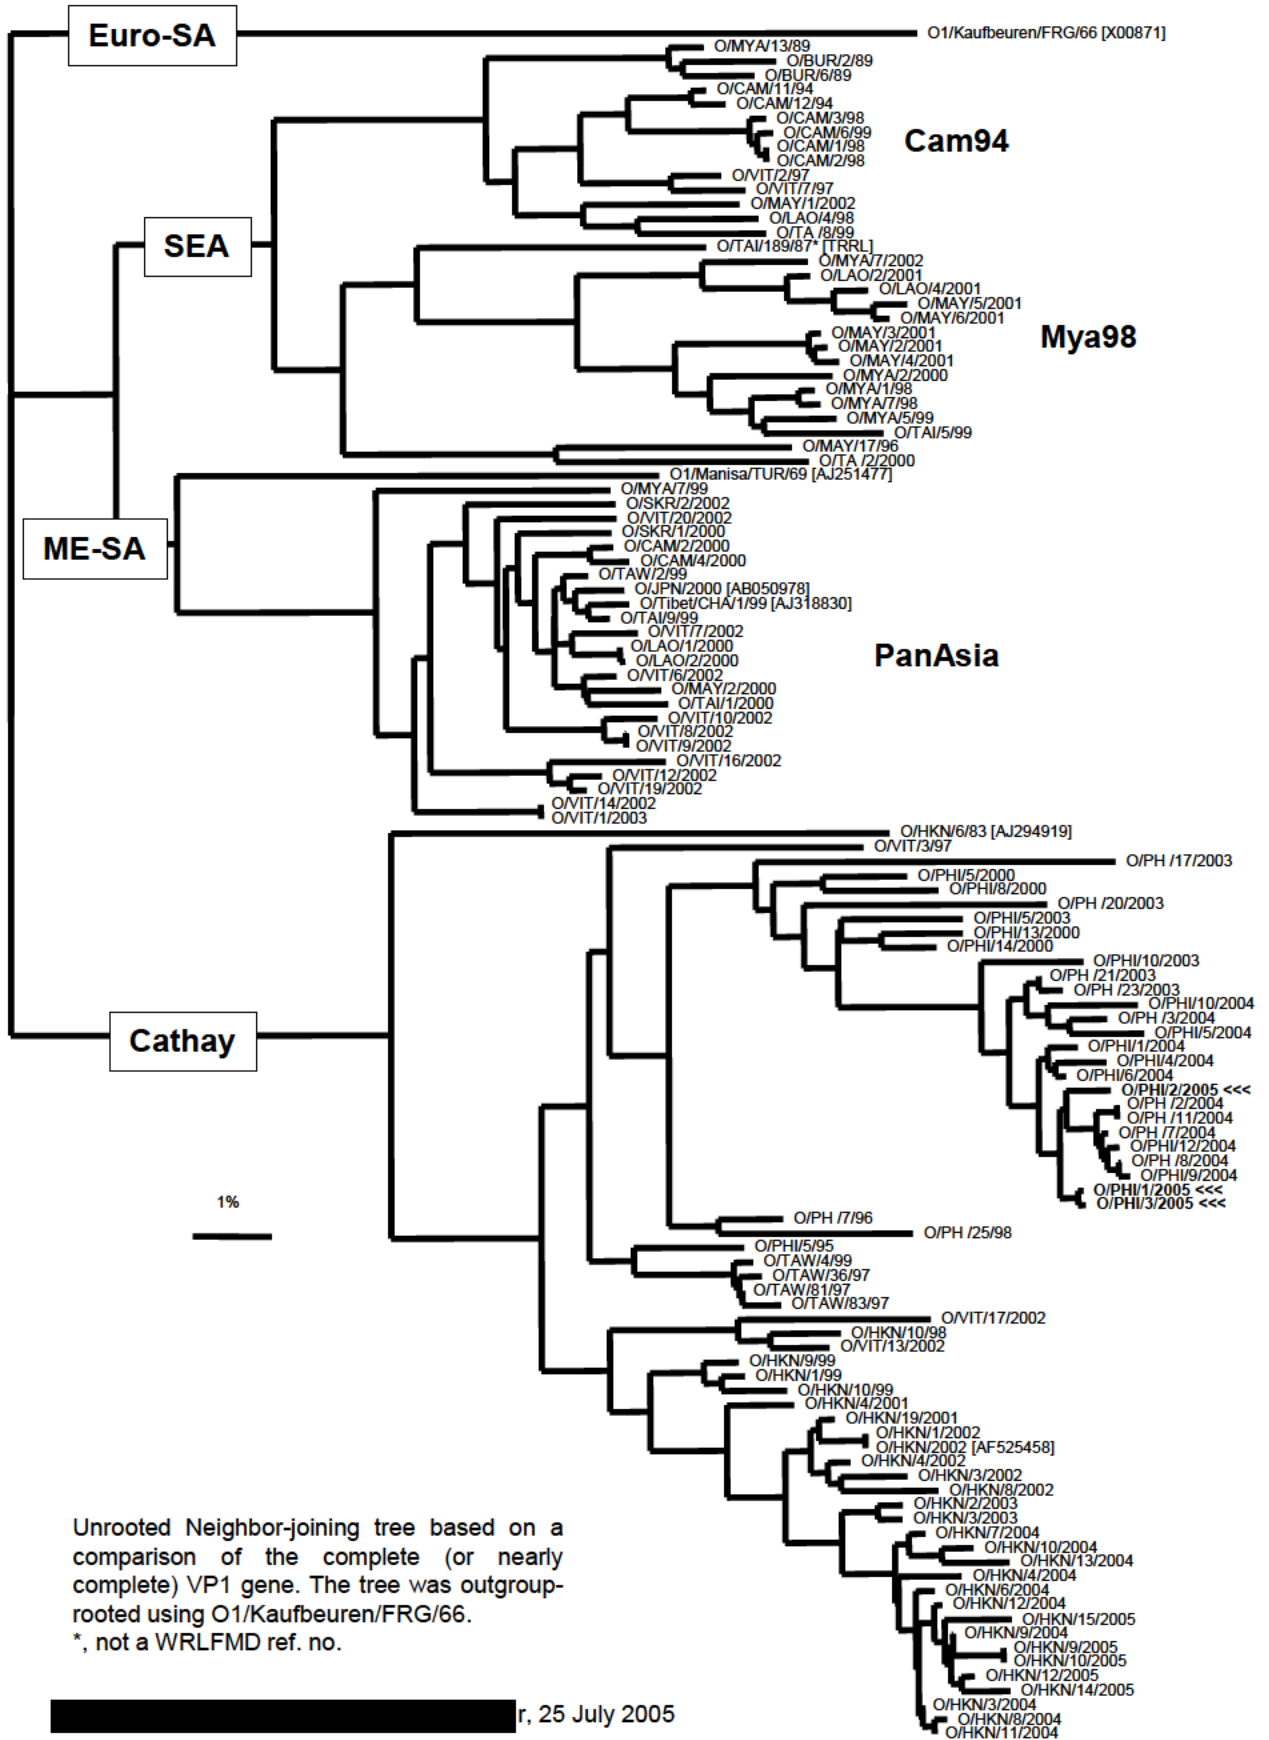 Euro-SA
O1/Kaufbeuren/FRG/66 [X00871]
O/MYA/13/89
O/BUR/2/89
O/BUR/6/89
O/CAM/11/94
O/CAM/12/94
O/CAM/3/98
O/CAM/6/99
Cam94
O/CAM/1/98
O/CAM/2/98
O/VIT/2/97
O/VIT/7/97
O/MAY/1/2002
O/LAO/4/98
O/TA /8/99
SEA
O/TAI/189/87* [TRRL]
O/MYA/7/2002
O/LAO/2/2001
O/LAO/4/2001
O/MAY/5/2001
O/MAY/6/2001
O/MAY/3/2001
Mya98
O/MAY/2/2001
O/MAY/4/2001
O/MYA/2/2000
O/MYA/1/98
O/MYA/7/98
O/MYA/5/99
O/TAI/5/99
O/MAY/17/96
O/TA /2/2000
O1/Manisa/TUR/69 [AJ251477]
O/MYA/7/99
O/SKR/2/2002
O/VIT/20/2002
O/SKR/1/2000
ME-SA
O/CAM/2/2000
O/CAM/4/2000
O/TAW/2/99
O/JPN/2000 [AB050978]
O/Tibet/CHA/1/99 [AJ318830]
O/TAI/9/99
O/VIT/7/2002
O/LAO/1/2000
PanAsia
O/LAO/2/2000
O/VIT/6/2002
O/MAY/2/2000
O/TAI/1/2000
O/VIT/10/2002
O/VIT/8/2002
O/VIT/9/2002
O/VIT/16/2002
O/VIT/12/2002
O/VIT/19/2002
O/VIT/14/2002
O/VIT/1/2003
O/HKN/6/83 [AJ294919]
O/VIT/3/97
O/PH /17/2003
O/PHI/5/2000
O/PHI/8/2000
O/PH /20/2003
O/PHI/5/2003
O/PHI/13/2000
O/PHI/14/2000
O/PHI/10/2003
O/PH /21/2003
O/PH /23/2003
O/PHI/10/2004
O/PH /3/2004
O/PHI/5/2004
Cathay
O/PHI/1/2004
O/PHI/4/2004
O/PHI/6/2004
O/PHI/2/2005 <<<
O/PH /2/2004
O/PH /11/2004
O/PH /7/2004
O/PHI/12/2004
O/PH /8/2004
O/PHI/9/2004
O/PHI/1/2005 <<<
O/PHI/3/2005 <<<
1%
O/PH /7/96
O/PH /25/98
O/PHI/5/95
O/TAW/4/99
O/TAW/36/97
O/TAW/81/97
O/TAW/83/97
O/VIT/17/2002
O/HKN/10/98
O/VIT/13/2002
O/HKN/9/99
O/HKN/1/99
O/HKN/10/99
O/HKN/4/2001
O/HKN/19/2001
O/HKN/1/2002
O/HKN/2002 [AF525458]
O/HKN/4/2002
O/HKN/3/2002
O/HKN/8/2002
O/HKN/2/2003
O/HKN/3/2003
O/HKN/7/2004
O/HKN/10/2004
O/HKN/13/2004
O/HKN/4/2004
O/HKN/6/2004
O/HKN/12/2004
O/HKN/15/2005
O/HKN/9/2004
O/HKN/9/2005
O/HKN/10/2005
O/HKN/12/2005
O/HKN/14/2005
O/HKN/3/2004
O/HKN/8/2004
O/HKN/11/2004
Unrooted Neighbor-joining tree based on a
comparison of the complete (or nearly
complete) VP1 gene. The tree was outgroup-
rooted using O1/Kaufbeuren/FRG/66.
*, not a WRLFMD ref. no.
r, 25 July 2005